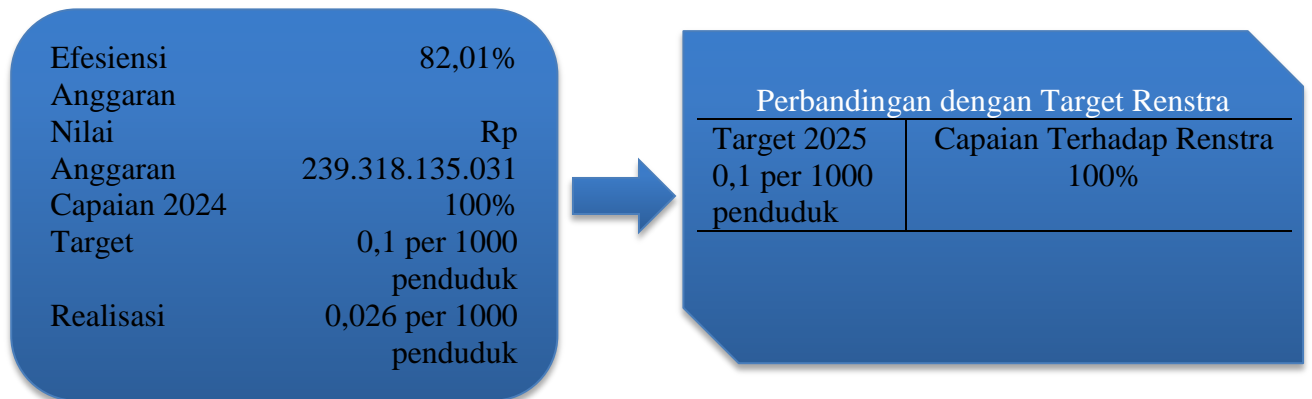 Efesiensi 82,01%
Anggaran
Nilai Rp
Anggaran 239.318.135.031
Capaian 2024 100%
Target 0,1 per 1000
penduduk
Realisasi 0,026 per 1000
penduduk
Perbandingan dengan Target Renstra
Target 2025 Capaian Terhadap Renstra
0,1 per 1000 100%
penduduk